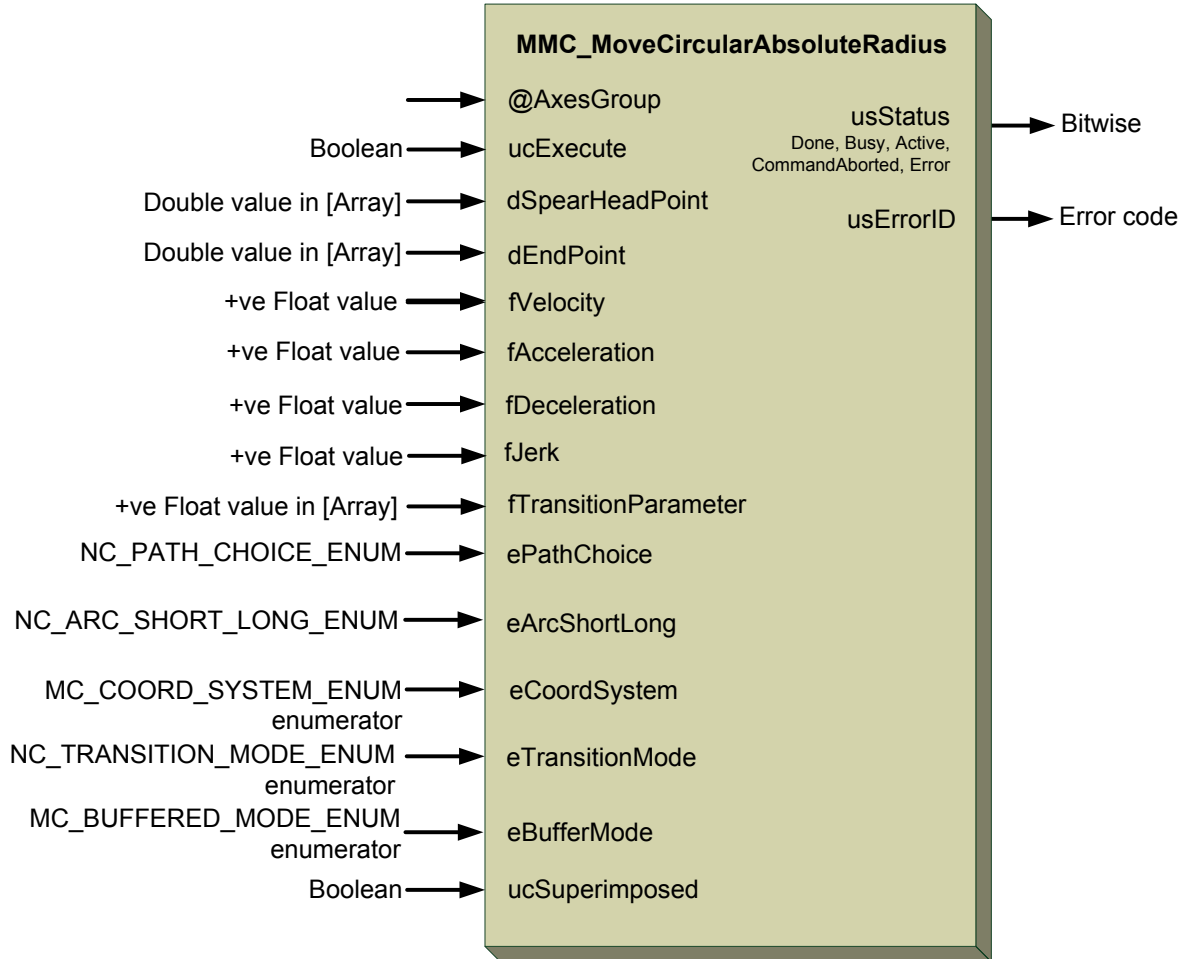 MMC_MoveCircularAbsoluteRadius
@AxesGroup
usStatus
Bitwise
Done, Busy, Active,
CommandAborted, Error
Boolean
ucExecute
Double value in [Array]
dSpearHeadPoint
usErrorID
Error code
Double value in [Array]
dEndPoint
+ve Float value
fVelocity
+ve Float value
fAcceleration
+ve Float value
fDeceleration
+ve Float value
fJerk
+ve Float value in [Array]
fTransitionParameter
NC_PATH_CHOICE_ENUM
ePathChoice
NC_ARC_SHORT_LONG_ENUM
eArcShortLong
MC_COORD_SYSTEM_ENUM
enumerator
eCoordSystem
NC_TRANSITION_MODE_ENUM
enumerator
eTransitionMode
MC_BUFFERED_MODE_ENUM
enumerator
eBufferMode
Boolean
ucSuperimposed